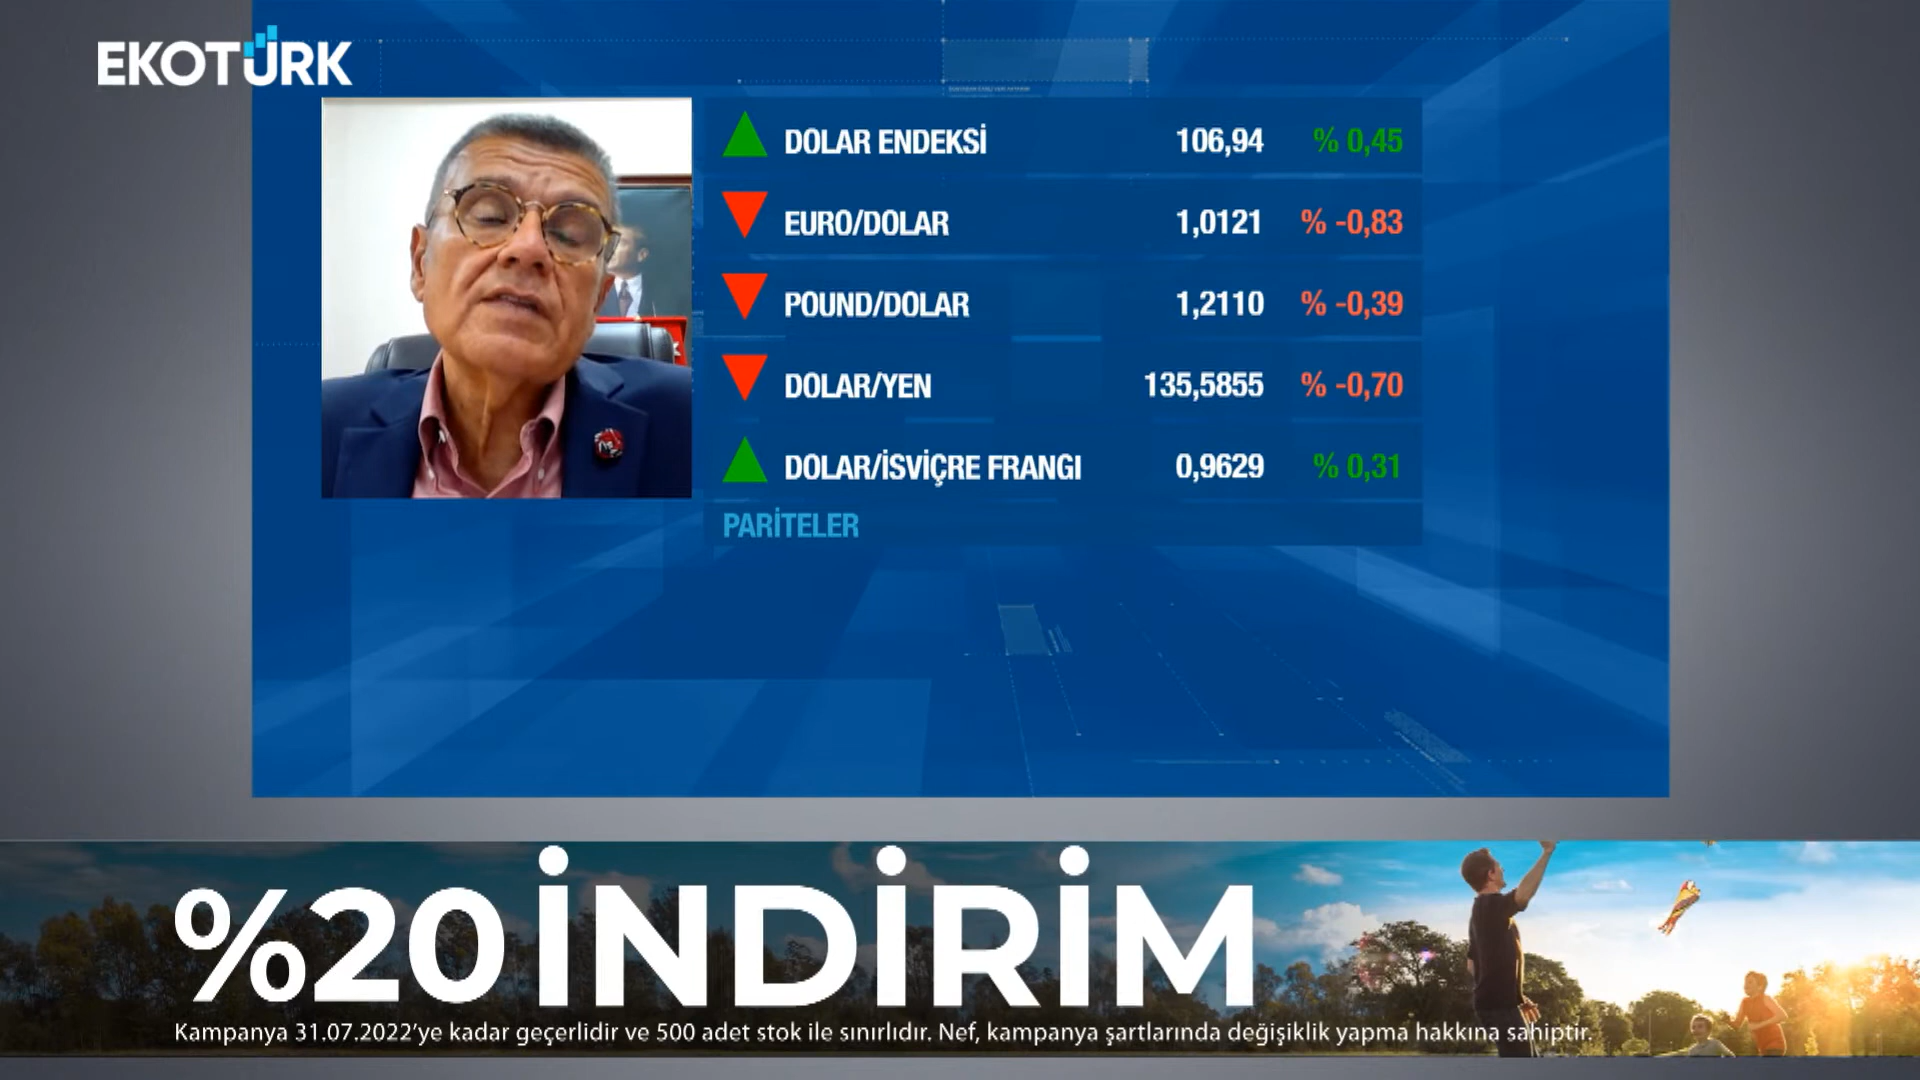 EKOTÜRK
DOLAR ENDEKSİ 106,94 % 0,45
EURO/DOLAR 1,0121 % -0,83
POUND/DOLAR 1,2110 % -0,39
DOLAR/YEN 135,5855 % -0,70
DOLAR/İSVİÇRE FRANGI 0,9629 % 0,31
PARİTELER
%20 İNDİRİM
Kampanya 31.07.2022'ye kadar geçerlidir ve 500 adet stok ile sınırlıdır. Nef, kampanya şartlarında değişiklik yapma hakkına sahiptir.